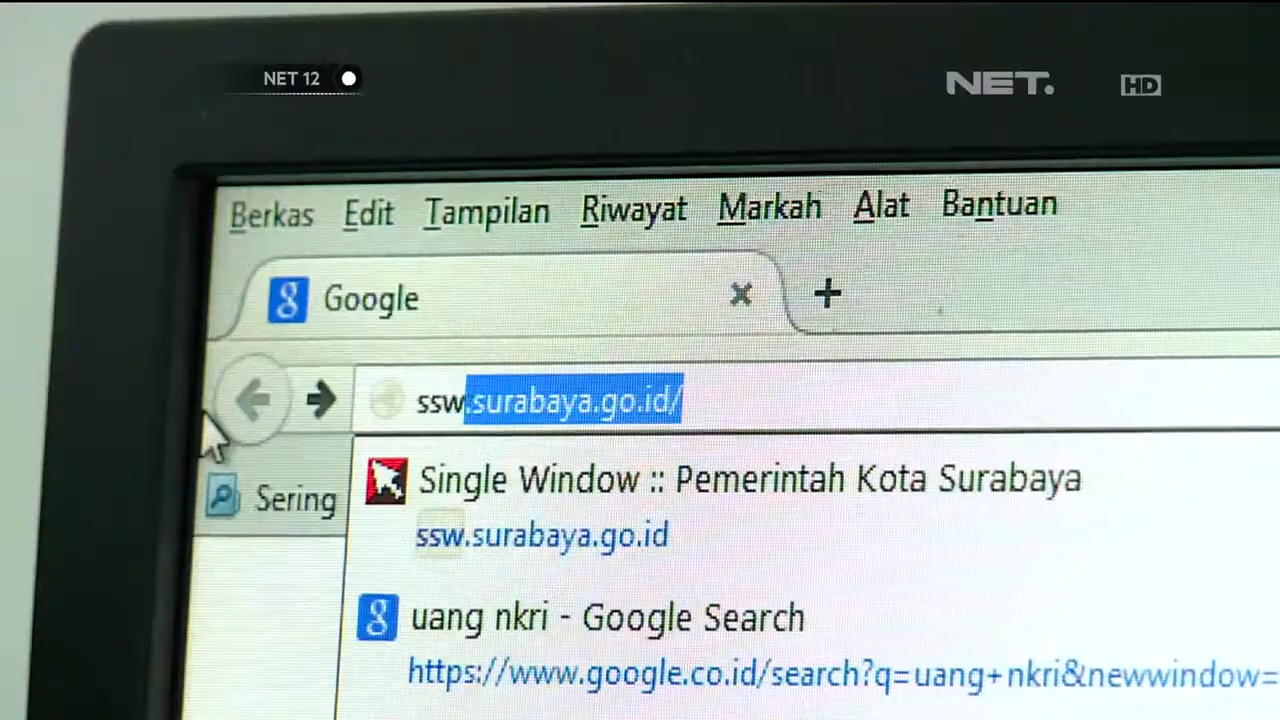 NET 12
NET.
HD
Berkas Edit Tampilan Riwayat Markah Alat Bantuan
Google
ssw.surabaya.go.id/
Sering
Single Window :: Pemerintah Kota Surabaya
ssw.surabaya.go.id
uang nkri - Google Search
https://www.google.co.id/search?q=uang+nkri&newwindow=